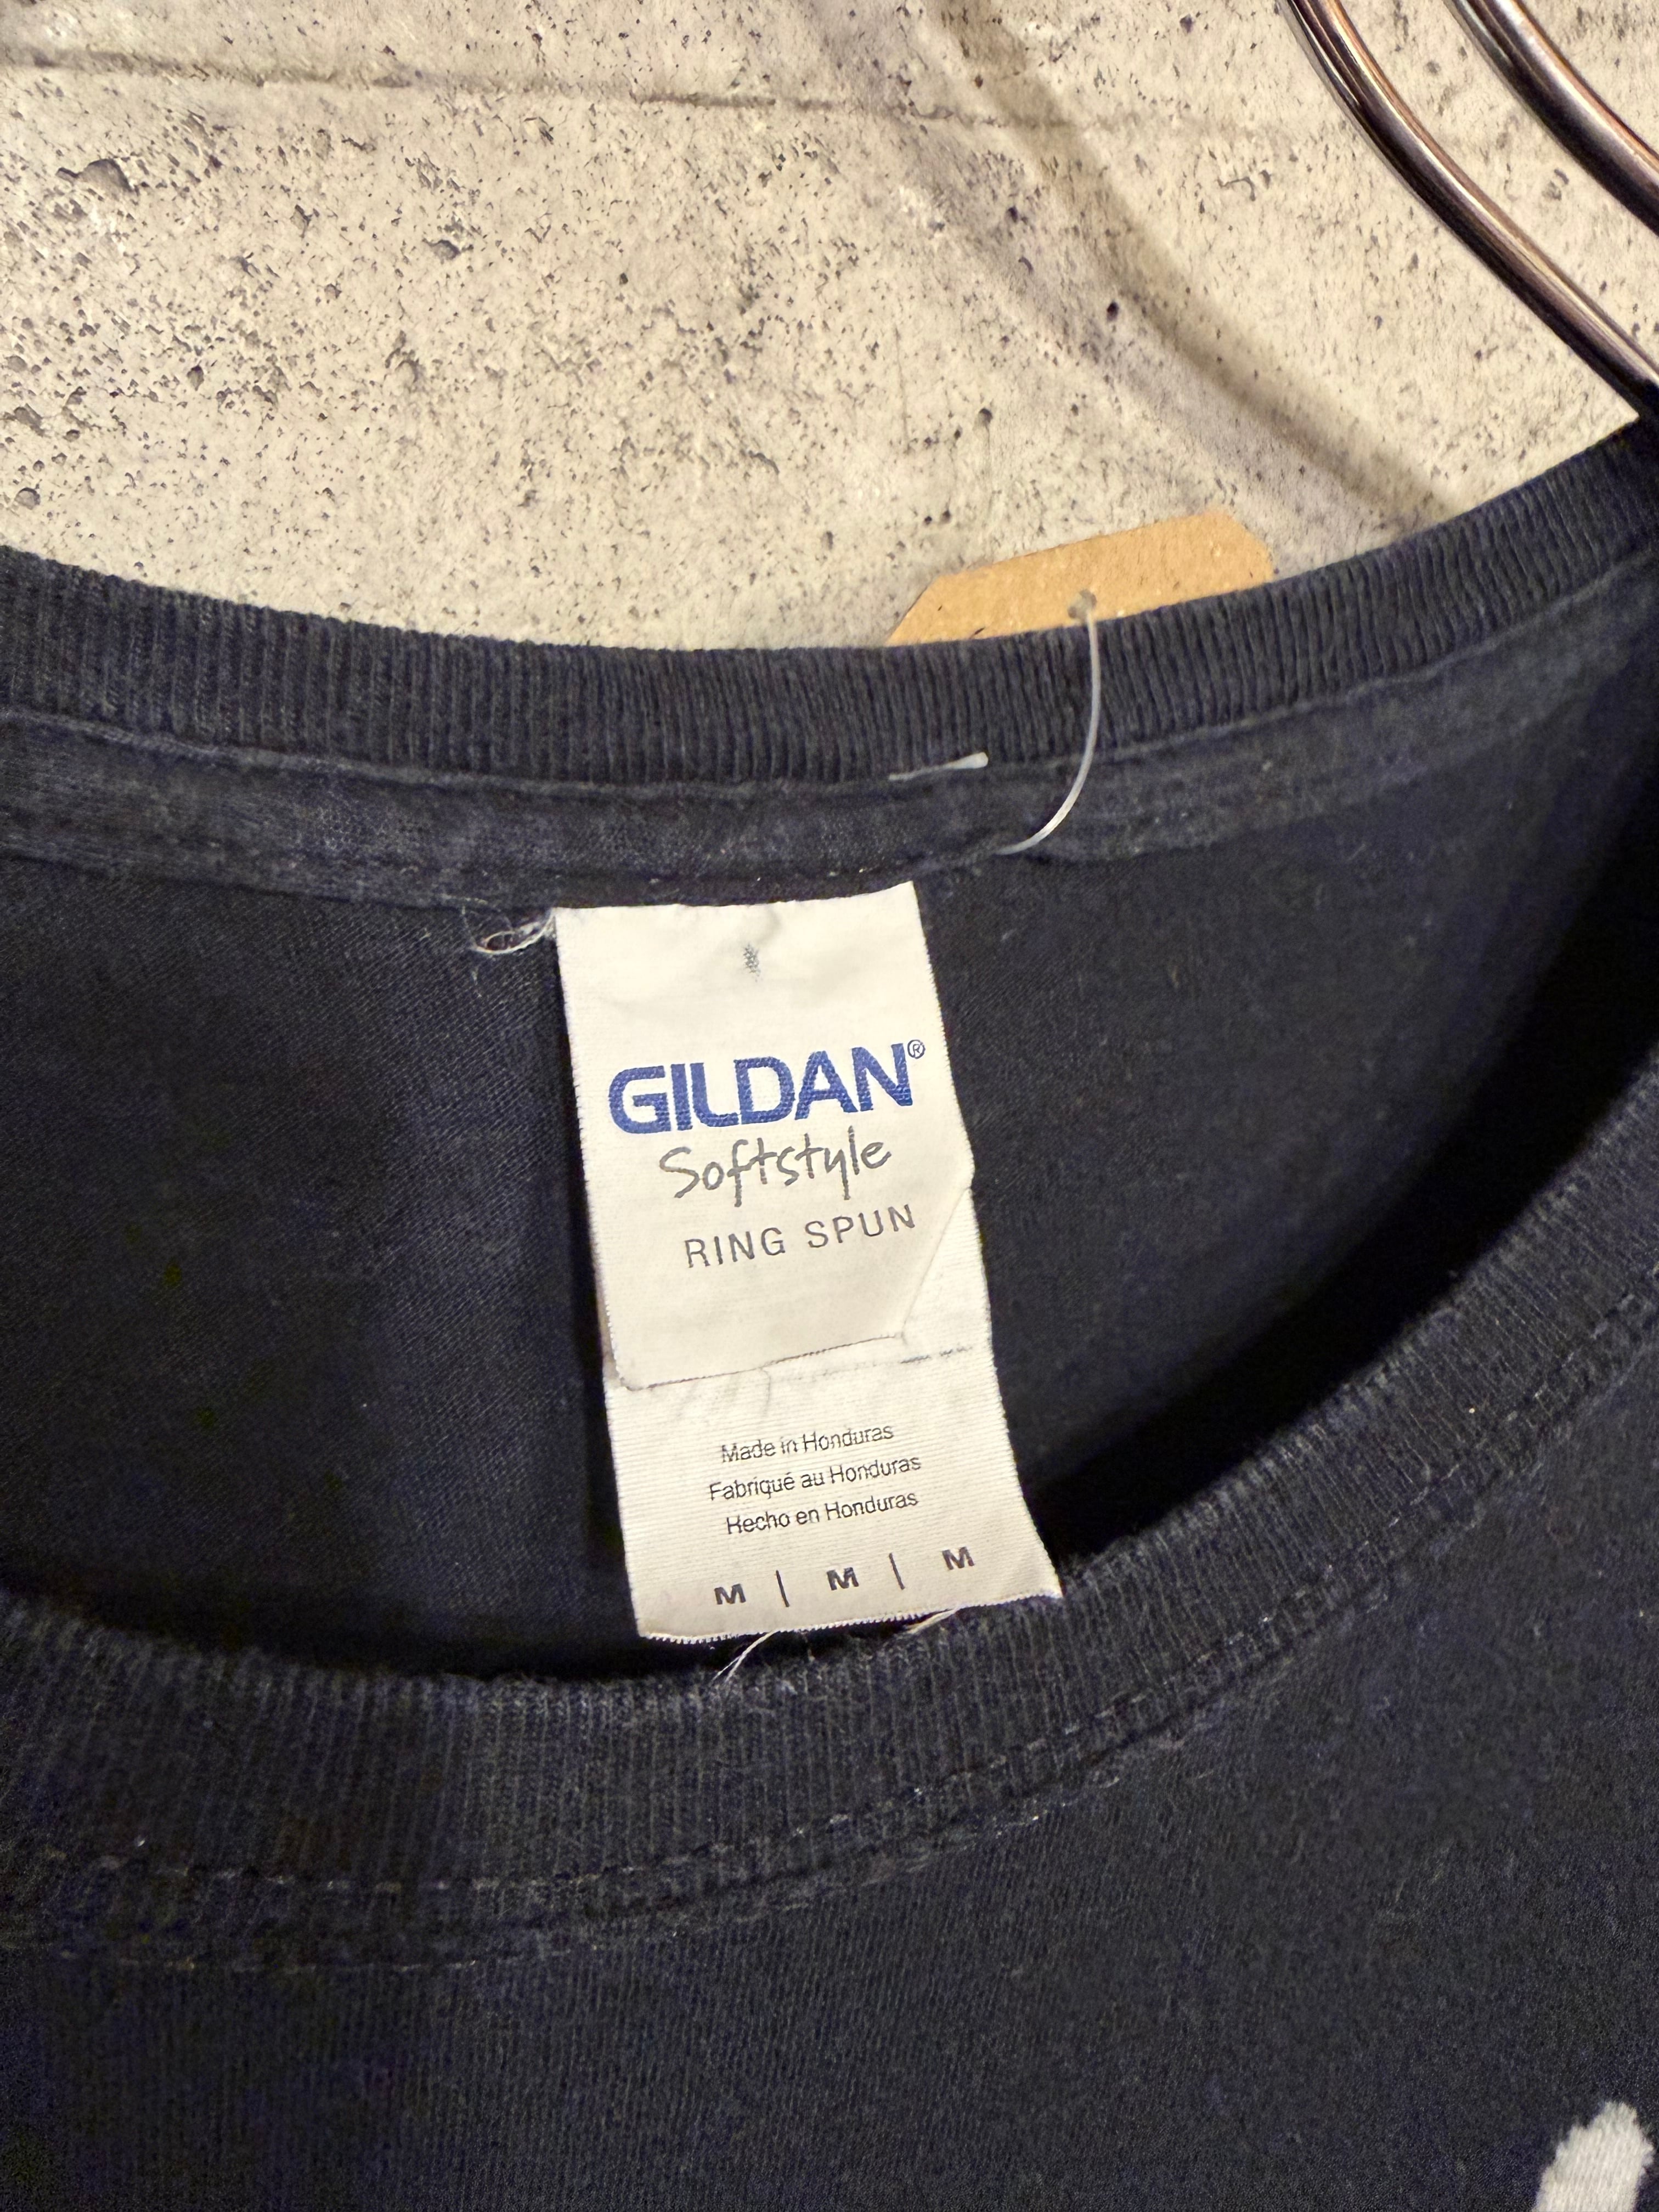 GILDAN®
Softstyle
RING SPUN
Made in Honduras
Fabriqué au Honduras
Hecho en Honduras
M | M | M